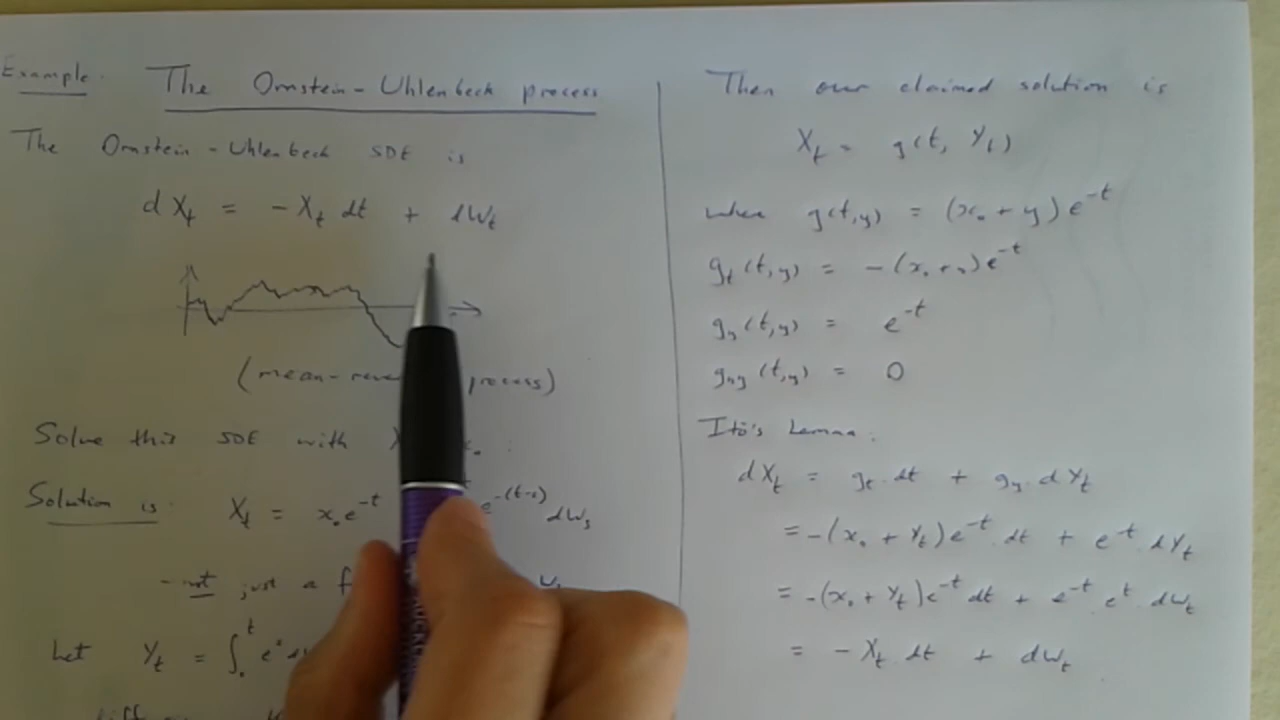 Example. The Ornstein-Uhlenbeck process
The Ornstein-Uhlenbeck SDE is
dX_t = -X_t dt + dW_t
(mean- process)
Solve this SDE with
Solution is: X_t = x_0 e^{-t} e^{-(t-s)} dW_s
- not just a
Let Y_t = ∫_0^t e^s
Then our claimed solution is
X_t = g(t, Y_t)
where g(t,y) = (x_0 + y) e^{-t}
g_t (t,y) = -(x_0 + y) e^{-t}
g_y (t,y) = e^{-t}
g_yy (t,y) = 0
Itô's Lemma.
dX_t = g_t dt + g_y dY_t
= -(x_0 + Y_t) e^{-t} dt + e^{-t} dY_t
= -(x_0 + Y_t) e^{-t} dt + e^{-t} e^t dW_t
= -X_t dt + dW_t